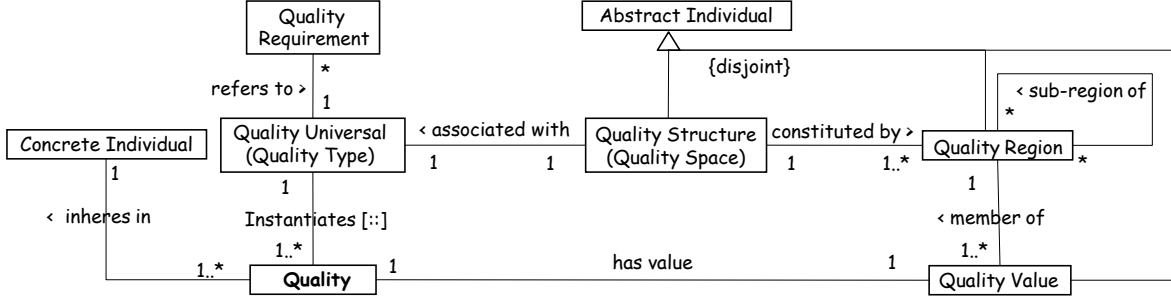 Quality
Requirement
Abstract Individual
{disjoint}
*
refers to >
1
< sub-region of
*
Concrete Individual
Quality Universal
(Quality Type)
< associated with
Quality Structure
(Quality Space)
constituted by >
Quality Region
1
1
1
1
1..*
*
1
1
< inheres in
Instantiates [::]
< member of
1..*
1..*
1..*
Quality
1
has value
1
Quality Value